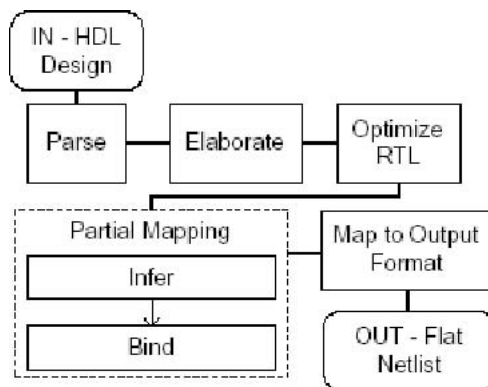 IN - HDL
Design
Parse
Elaborate
Optimize
RTL
Partial Mapping
Infer
Bind
Map to Output
Format
OUT - Flat
Netlist